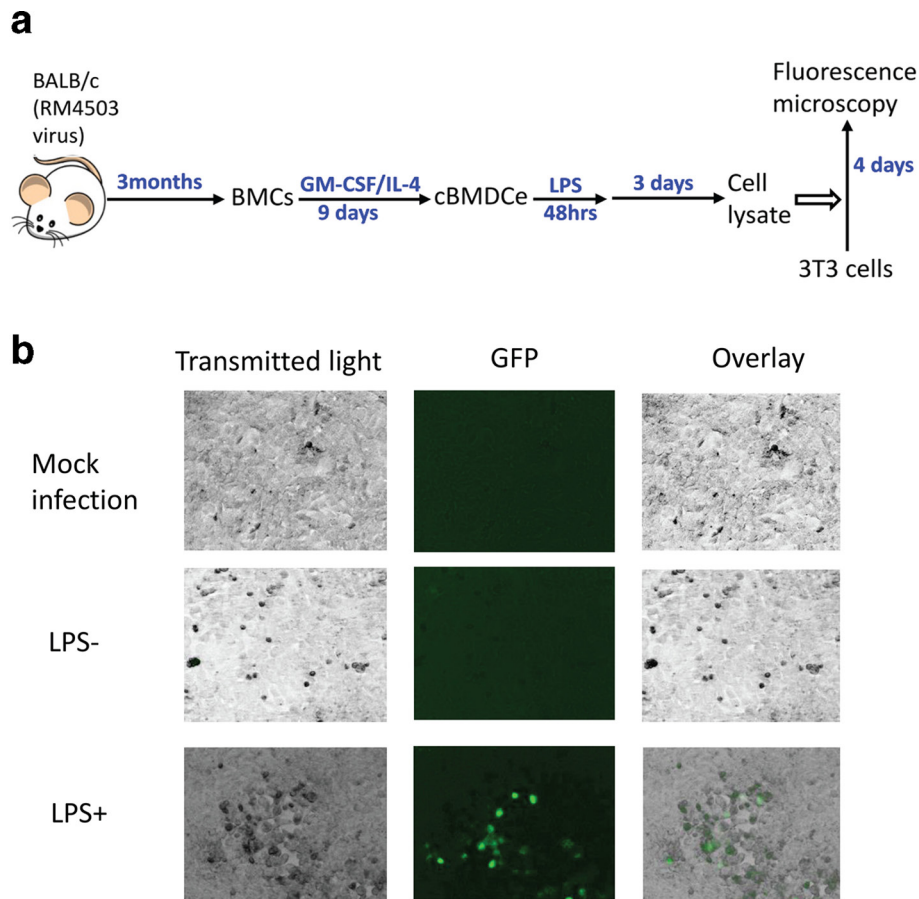 a
BALB/c
(RM4503
virus)
3months
BMCs
GM-CSF/IL-4
9 days
cBMDCe
LPS
48hrs
3 days
Cell
lysate
Fluorescence
microscopy
4 days
3T3 cells
b
Transmitted light
GFP
Overlay
Mock
infection
LPS-
LPS+